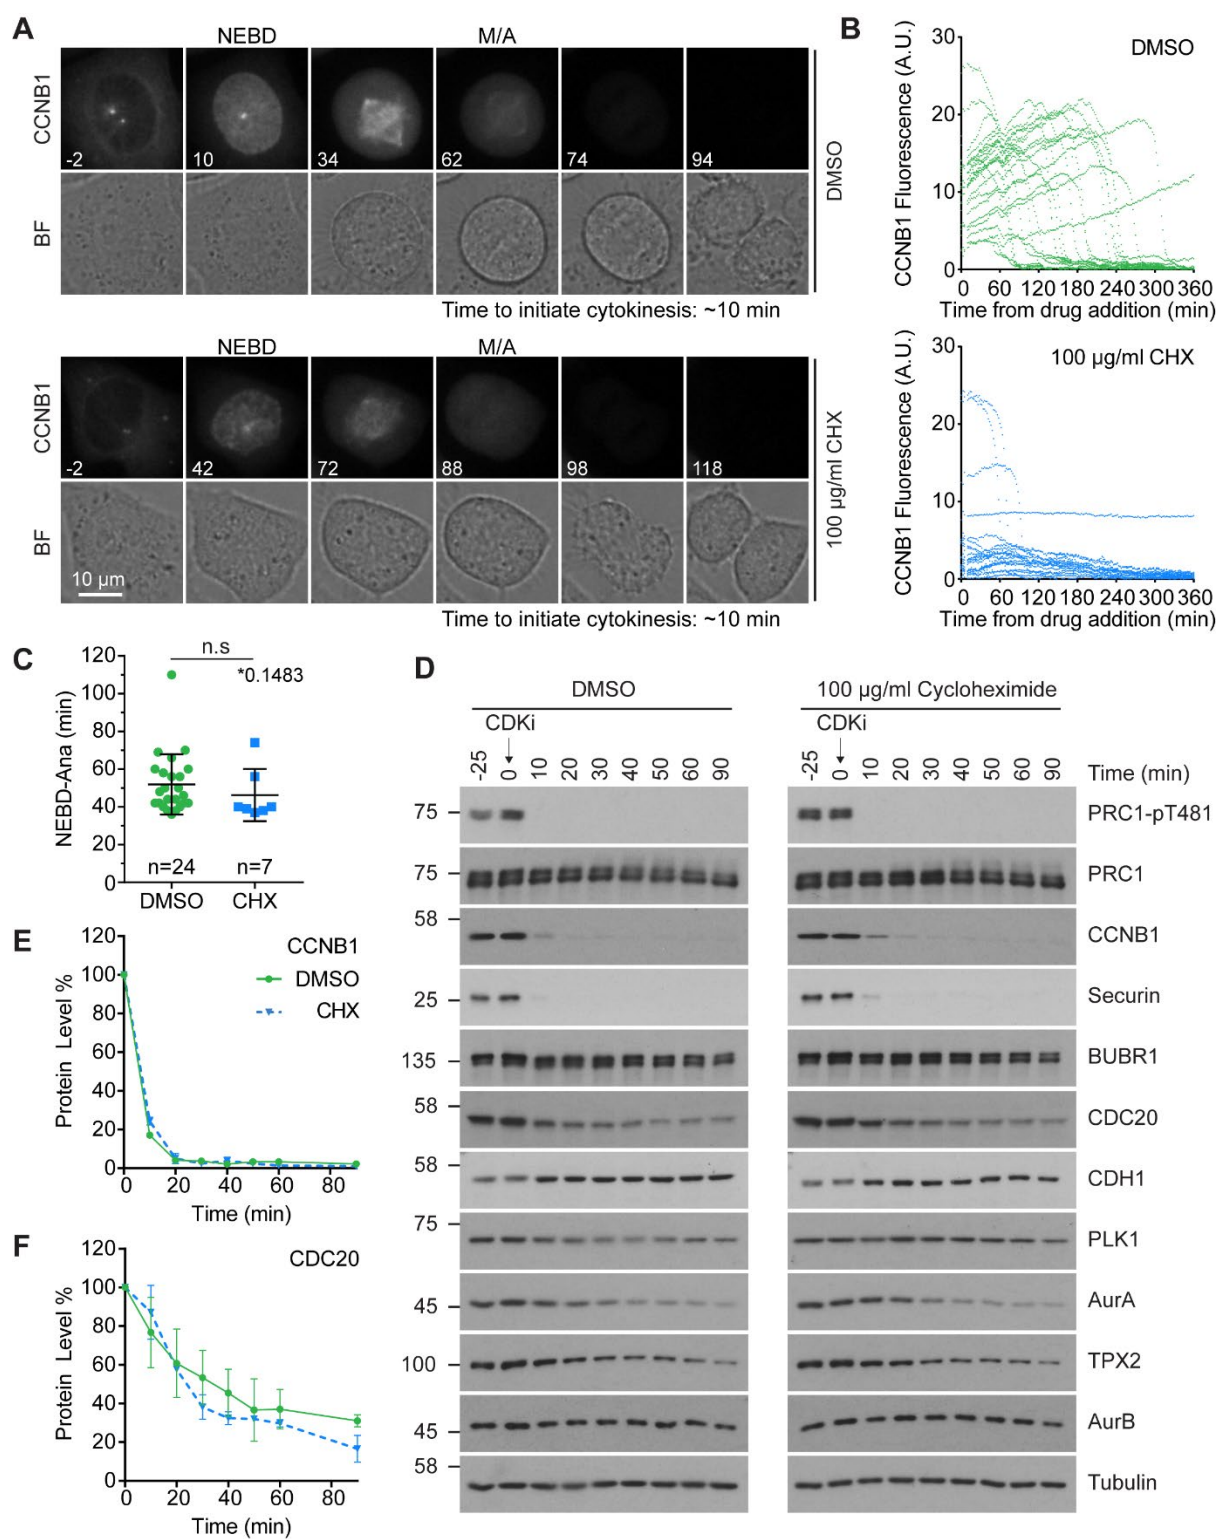 A
NEBD
M/A
CCNB1
-2
10
34
62
74
94
BF
DMSO
Time to initiate cytokinesis: ~10 min
NEBD
M/A
CCNB1
-2
42
72
88
98
118
BF
10 µm
100 µg/ml CHX
Time to initiate cytokinesis: ~10 min
B
DMSO
CCNB1 Fluorescence (A.U.)
30
20
10
0
0 60 120 180 240 300 360
Time from drug addition (min)
100 µg/ml CHX
CCNB1 Fluorescence (A.U.)
30
20
10
0
0 60 120 180 240 300 360
Time from drug addition (min)
C
n.s
*0.1483
NEBD-Ana (min)
120
100
80
60
40
20
0
n=24 n=7
DMSO CHX
D
DMSO
CDKi
-25 0 10 20 30 40 50 60 90
100 µg/ml Cycloheximide
CDKi
-25 0 10 20 30 40 50 60 90
Time (min)
75
PRC1-pT481
75
PRC1
58
CCNB1
25
Securin
135
BUBR1
58
CDC20
58
CDH1
75
PLK1
45
AurA
100
TPX2
45
AurB
58
Tubulin
E
CCNB1
DMSO
CHX
Protein Level %
120
100
80
60
40
20
0
0 20 40 60 80
Time (min)
F
CDC20
Protein Level %
120
100
80
60
40
20
0
0 20 40 60 80
Time (min)